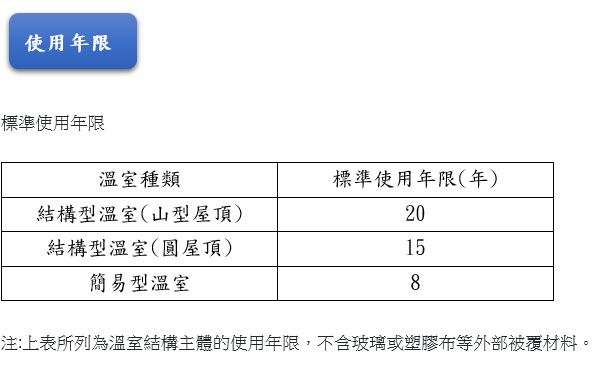 使用年限
標準使用年限
溫室種類 標準使用年限(年)
結構型溫室(山型屋頂) 20
結構型溫室(圓屋頂) 15
簡易型溫室 8
注:上表所列為溫室結構主體的使用年限，不含玻璃或塑膠布等外部被覆材料。